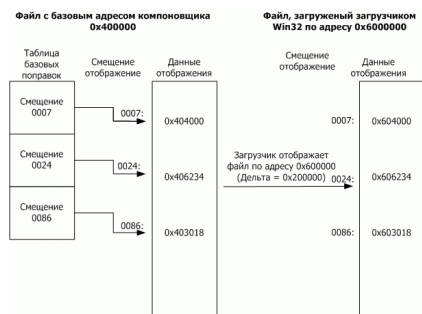 Файл с базовым адресом компоновщика
0x400000
Файл, загруженый загрузчиком
Win32 по адресу 0x6000000
Таблица
базовых
поправок
Смещение
отображение
Данные
отображения
Смещение
отображение
Данные
отображения
Смещение
0007
0007:
0x404000
0007:
0x604000
Смещение
0024
0024:
0x406234
Загрузчик отображает
файл по адресу 0x600000
(Дельта = 0x200000)
0024:
0x606234
Смещение
0086
0086:
0x403018
0086:
0x603018